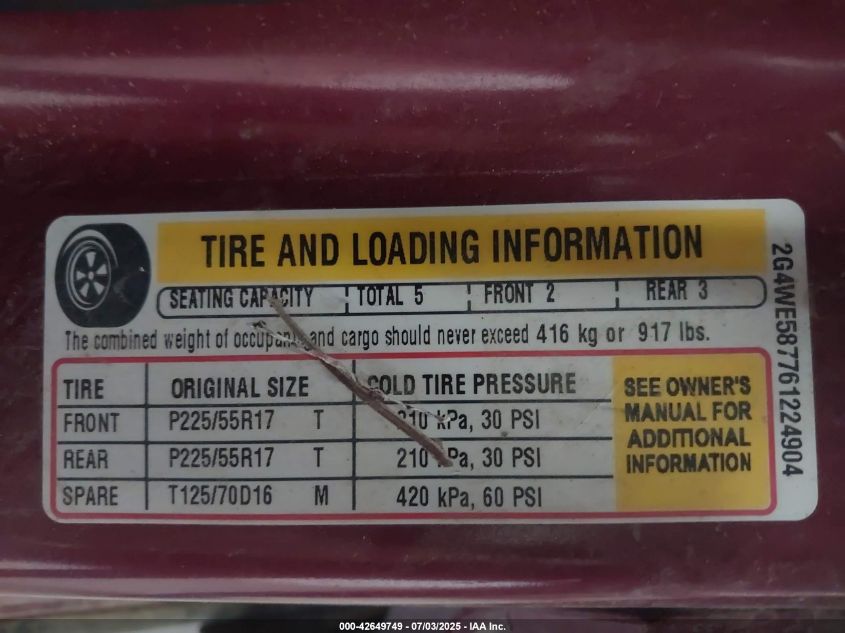 TIRE AND LOADING INFORMATION
SEATING CAPACITY TOTAL 5 FRONT 2 REAR 3
The combined weight of occupants and cargo should never exceed 416 kg or 917 lbs.
TIRE ORIGINAL SIZE COLD TIRE PRESSURE
FRONT P225/55R17 T 210 kPa, 30 PSI
REAR P225/55R17 T 210 kPa, 30 PSI
SPARE T125/70D16 M 420 kPa, 60 PSI
SEE OWNER'S
MANUAL FOR
ADDITIONAL
INFORMATION
2G4WE587761224904
000-42649749 - 07/03/2025 - IAA Inc.